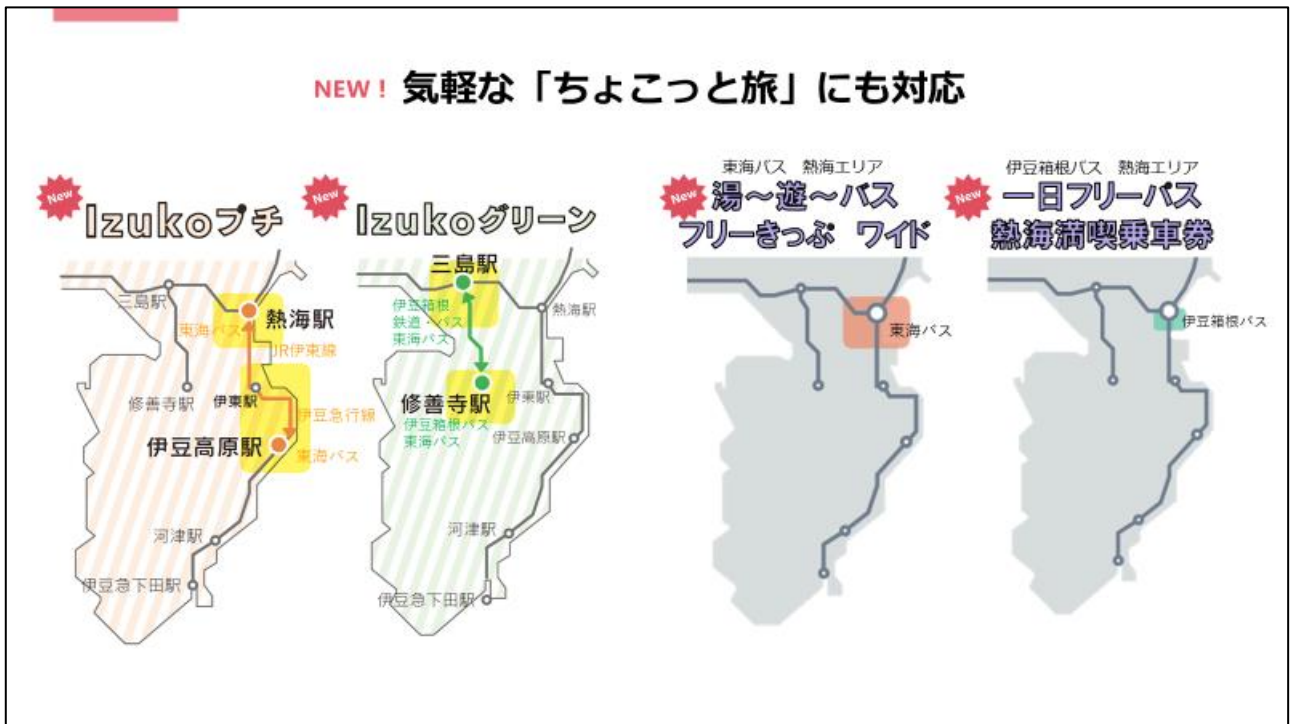 NEW! 気軽な「ちょこっと旅」にも対応
New
Izukoプチ
三島駅
東海バス
熱海駅
JR伊東線
修善寺駅
伊東駅
伊豆急行線
伊豆高原駅
東海バス
河津駅
伊豆急下田駅
New
Izukoグリーン
三島駅
伊豆箱根
鉄道・バス
東海バス
熱海駅
修善寺駅
伊豆箱根バス
東海バス
伊東駅
伊豆高原駅
河津駅
伊豆急下田駅
東海バス 熱海エリア
New
湯〜遊〜バス
フリーきっぷ ワイド
東海バス
伊豆箱根バス 熱海エリア
New
一日フリーパス
熱海満喫乗車券
伊豆箱根バス